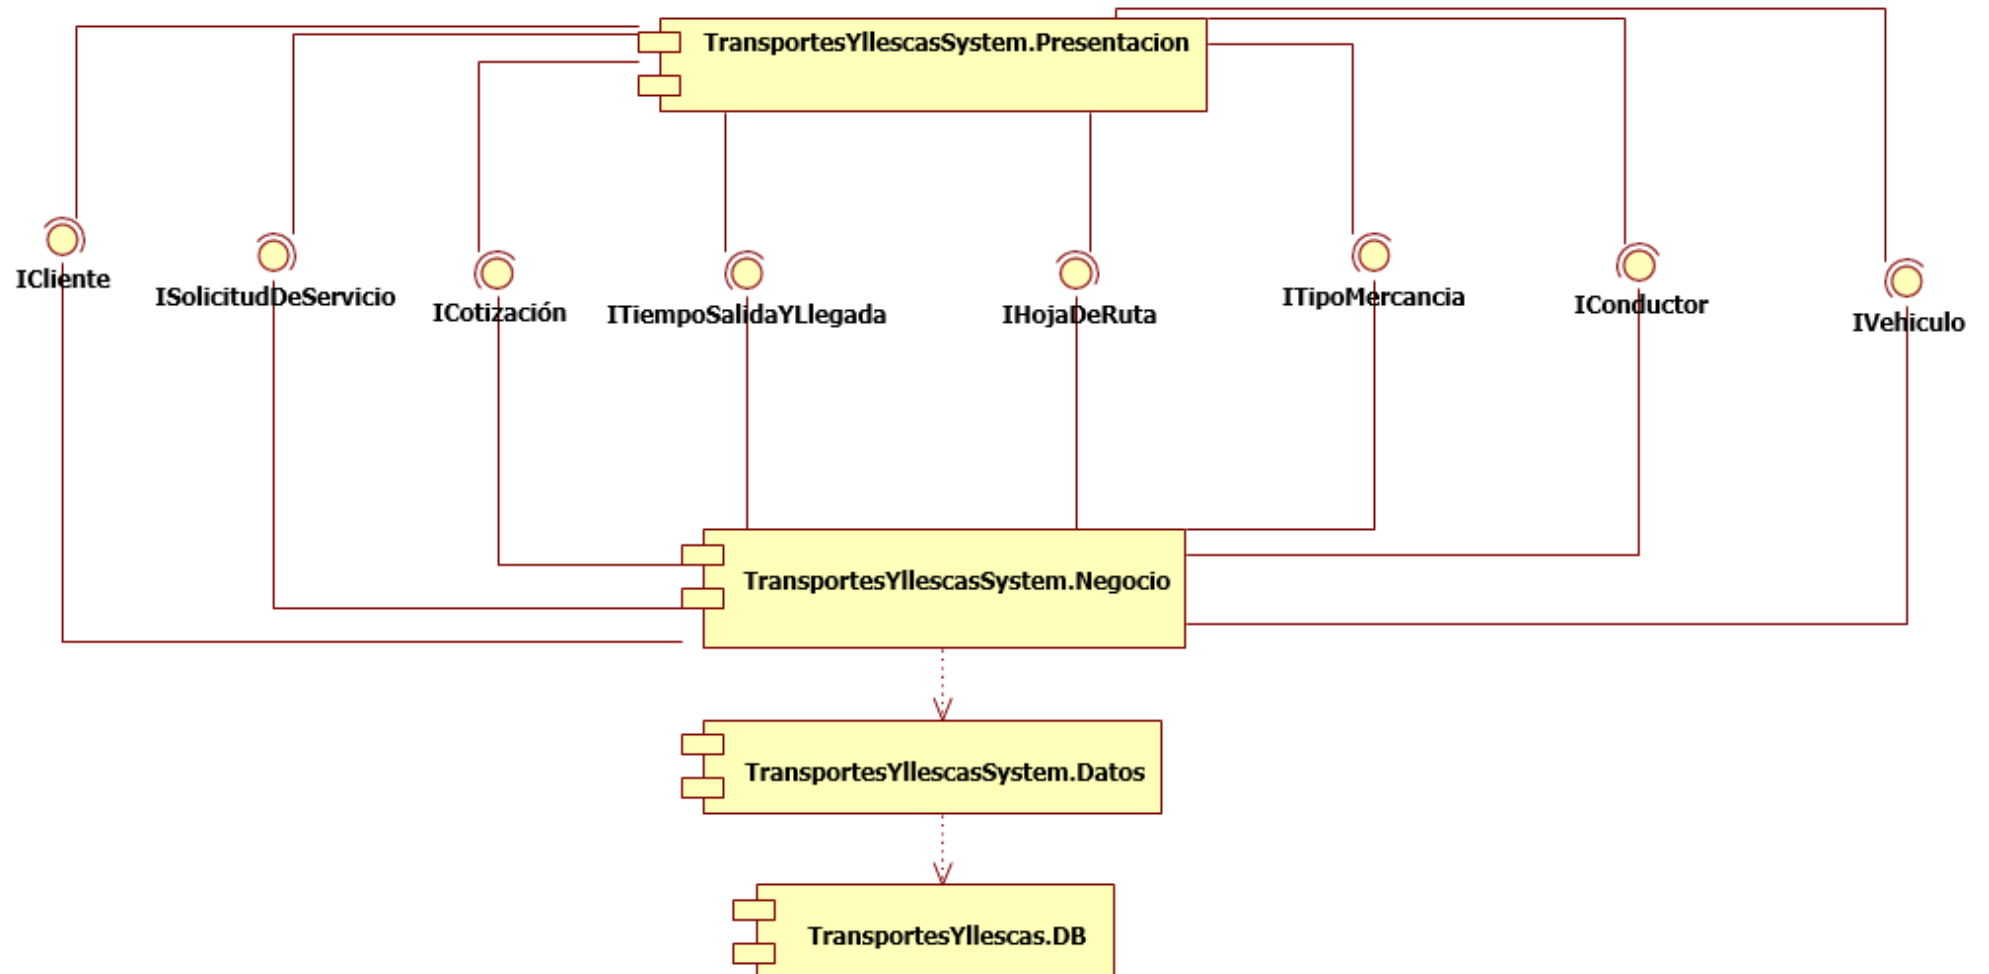 TransportesYllescasSystem.Presentacion
ICliente
ISolicitudDeServicio
ICotización
ITiempoSalidaYLlegada
IHojaDeRuta
ITipoMercancia
IConductor
IVehiculo
TransportesYllescasSystem.Negocio
TransportesYllescasSystem.Datos
TransportesYllescas.DB